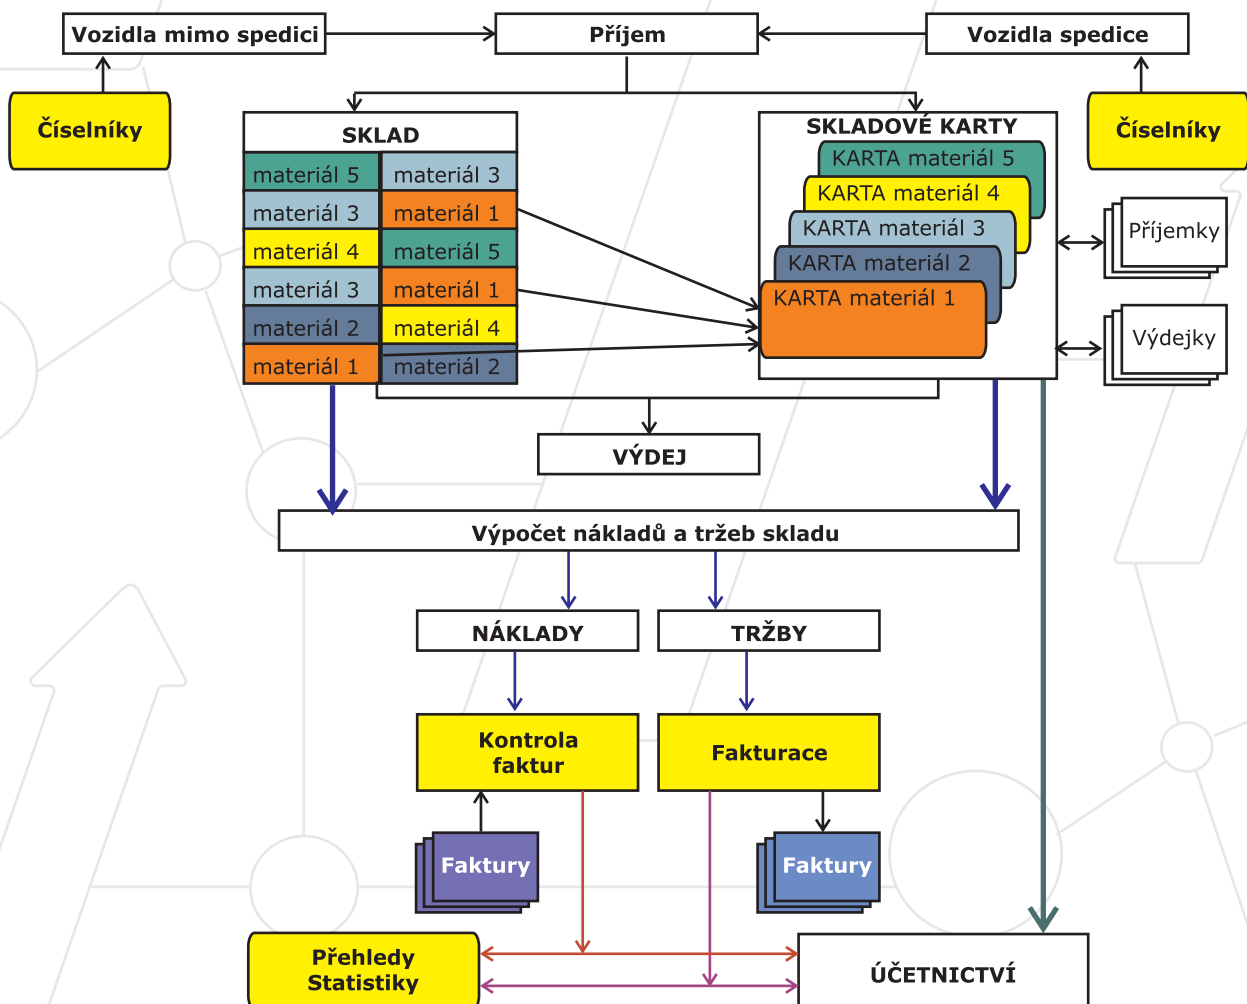 Vozidla mimo spedici
Příjem
Vozidla spedice
Číselníky
Číselníky
SKLAD
materiál 5
materiál 3
materiál 3
materiál 1
materiál 4
materiál 5
materiál 3
materiál 1
materiál 2
materiál 4
materiál 1
materiál 2
SKLADOVÉ KARTY
KARTA materiál 5
KARTA materiál 4
KARTA materiál 3
KARTA materiál 2
KARTA materiál 1
Příjemky
Výdejky
VÝDEJ
Výpočet nákladů a tržeb skladu
NÁKLADY
TRŽBY
Kontrola
faktur
Fakturace
Faktury
Faktury
Přehledy
Statistiky
ÚČETNICTVÍ